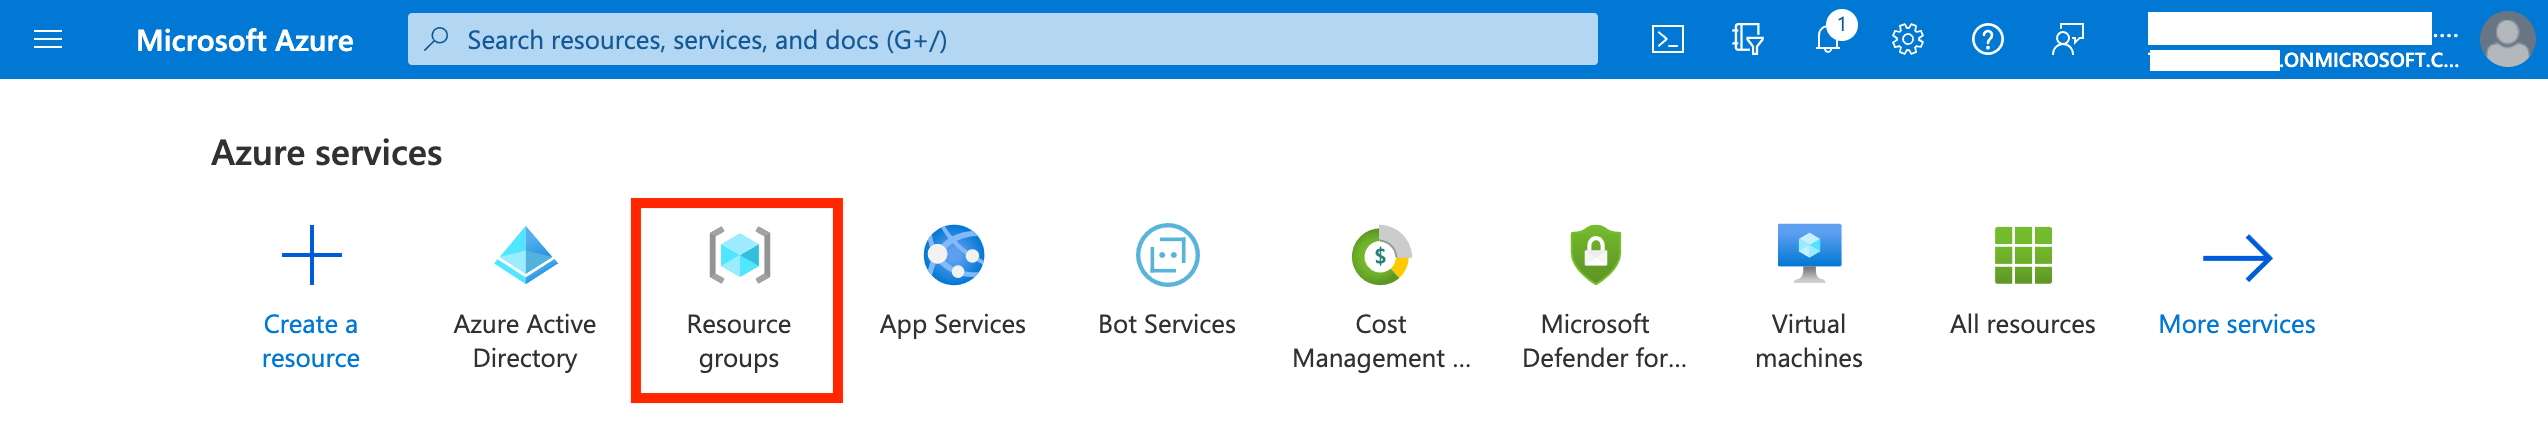 Microsoft Azure
Search resources, services, and docs (G+/)
1
....
.ONMICROSOFT.C...
Azure services
Create a
resource
Azure Active
Directory
Resource
groups
App Services
Bot Services
Cost
Management ...
Microsoft
Defender for...
Virtual
machines
All resources
More services